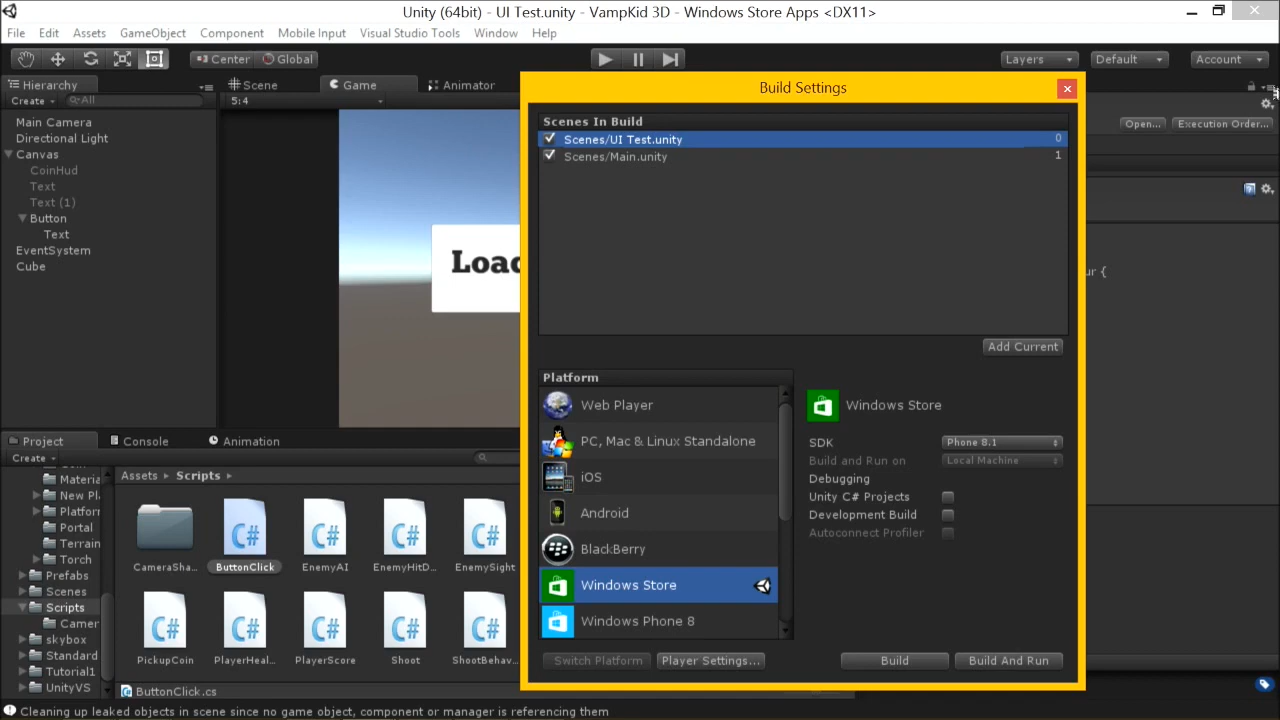 Unity (64bit) - UI Test.unity - VampKid 3D - Windows Store Apps <DX11>
File Edit Assets GameObject Component Mobile Input Visual Studio Tools Window Help
Center Global Layers Default Account
Hierarchy
Create All
Main Camera
Directional Light
Canvas
CoinHud
Text
Text (1)
Button
Text
EventSystem
Cube
Scene Game Animator
5:4
Build Settings
Scenes In Build
Scenes/UI Test.unity 0
Scenes/Main.unity 1
Add Current
Platform
Web Player
PC, Mac & Linux Standalone
iOS
Android
BlackBerry
Windows Store
Windows Phone 8
Windows Store
SDK Phone 8.1
Build and Run on Local Machine
Debugging
Unity C# Projects
Development Build
Autoconnect Profiler
Switch Platform Player Settings... Build Build And Run
Open... Execution Order...
ur {
Project Console Animation
Create
Materia
New Pl
Platforr
Portal
Terrain
Torch
Prefabs
Scenes
Scripts
Camer
skybox
Standard
Tutorial1
UnityVS
Assets Scripts
C# C# C# C#
CameraSha... ButtonClick EnemyAI EnemyHitD... EnemySight
C# C# C# C# C#
PickupCoin PlayerHeal... PlayerScore Shoot ShootBehav...
ButtonClick.cs
Cleaning up leaked objects in scene since no game object, component or manager is referencing them